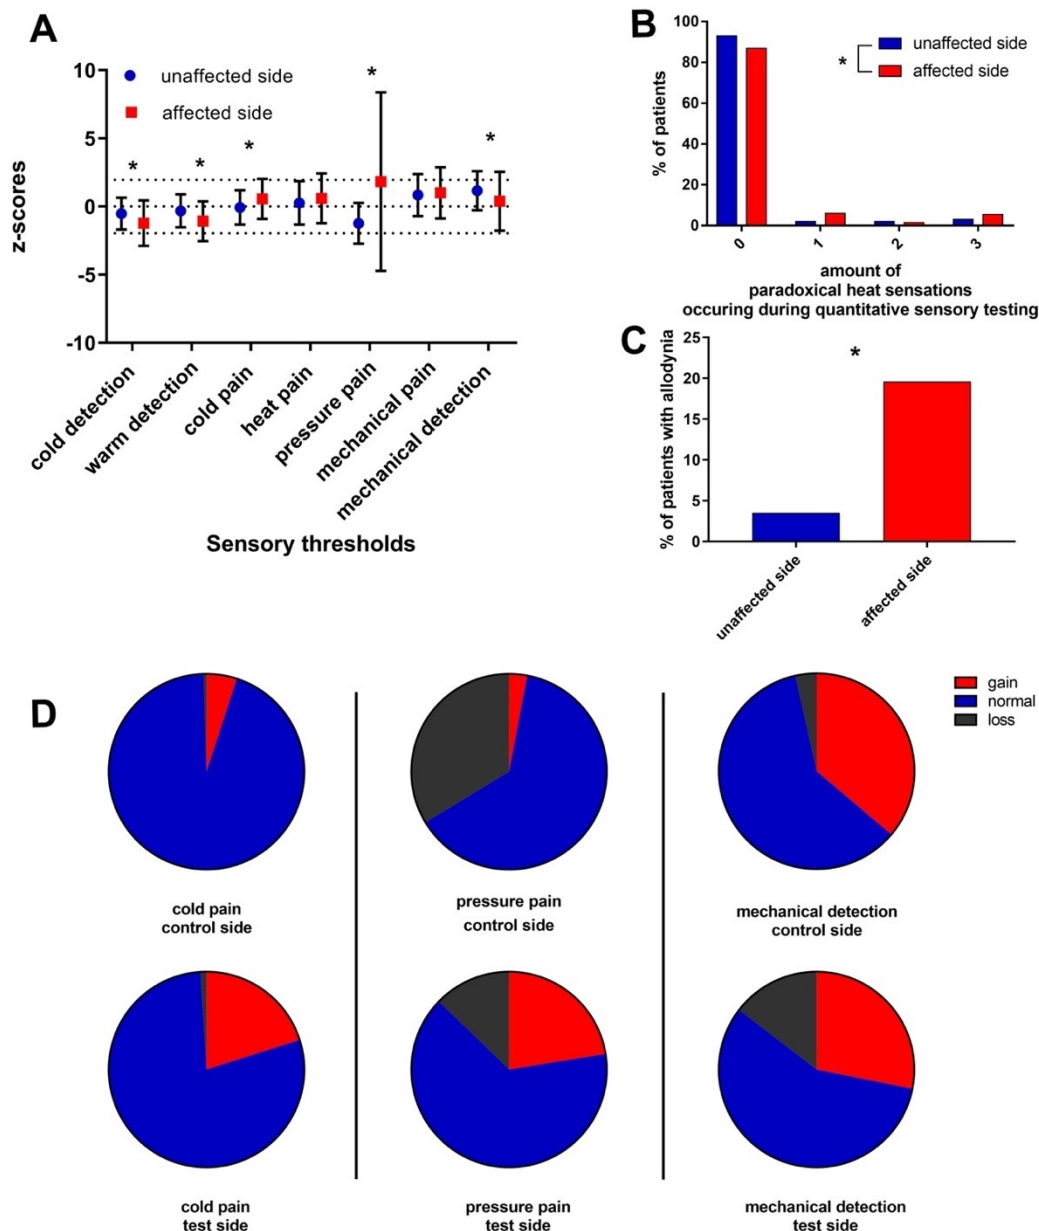 A
10
5
0
-5
-10
z-scores
unaffected side
affected side
*
*
*
*
*
cold detection
warm detection
cold pain
heat pain
pressure pain
mechanical pain
mechanical detection
Sensory thresholds
B
100
80
60
40
20
0
% of patients
unaffected side
*
affected side
0
1
2
3
amount of
paradoxical heat sensations
occuring during quantitative sensory testing
C
25
20
15
10
5
0
% of patients with allodynia
*
unaffected side
affected side
D
gain
normal
loss
cold pain
control side
pressure pain
control side
mechanical detection
control side
cold pain
test side
pressure pain
test side
mechanical detection
test side